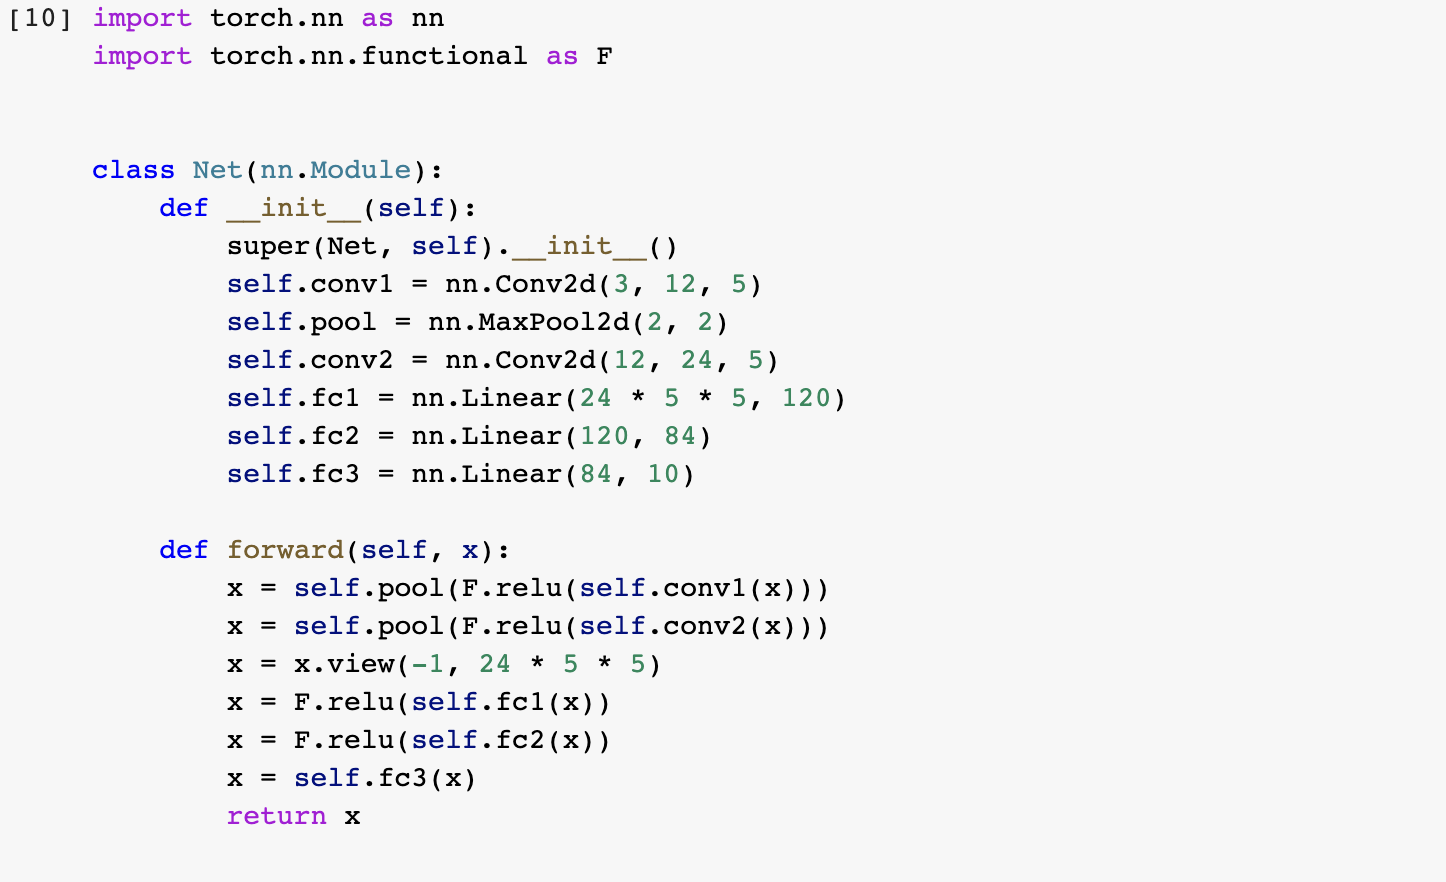 [10] import torch.nn as nn
import torch.nn.functional as F
class Net(nn.Module):
    def __init__(self):
        super(Net, self).__init__()
        self.conv1 = nn.Conv2d(3, 12, 5)
        self.pool = nn.MaxPool2d(2, 2)
        self.conv2 = nn.Conv2d(12, 24, 5)
        self.fc1 = nn.Linear(24 * 5 * 5, 120)
        self.fc2 = nn.Linear(120, 84)
        self.fc3 = nn.Linear(84, 10)
    def forward(self, x):
        x = self.pool(F.relu(self.conv1(x)))
        x = self.pool(F.relu(self.conv2(x)))
        x = x.view(-1, 24 * 5 * 5)
        x = F.relu(self.fc1(x))
        x = F.relu(self.fc2(x))
        x = self.fc3(x)
        return x